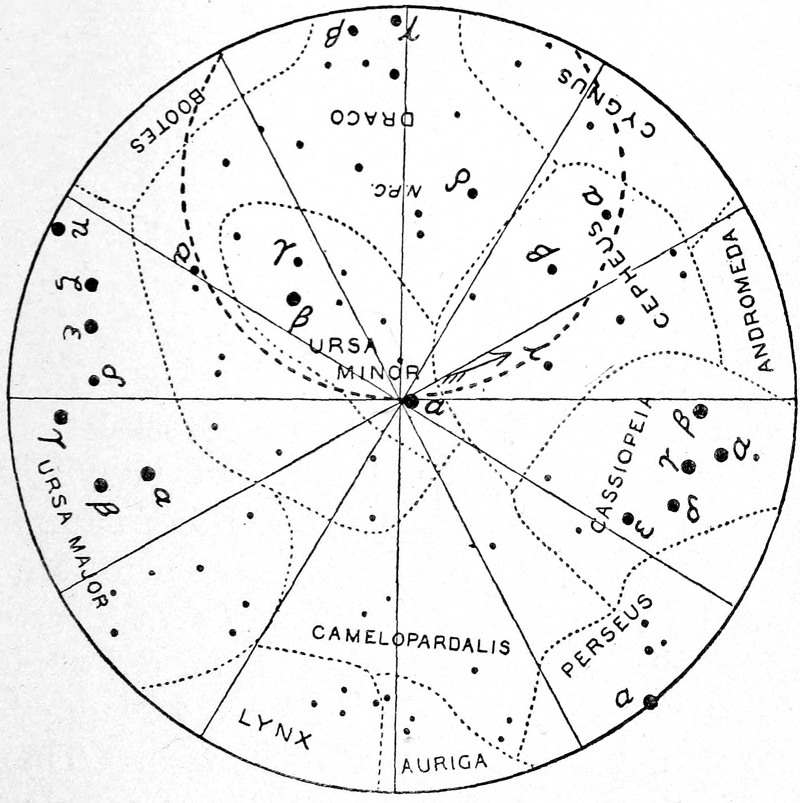 γ
β
CYGNUS
BOOTES
DRACO
N.P.C.
δ
α
η
γ
β
CEPHEUS
ζ
α
β
ANDROMEDA
ε
URSA
MINOR
γ
δ
α
γ
CASSIOPEIA
β
α
γ
URSA MAJOR
β
α
δ
ε
CAMELOPARDALIS
PERSEUS
α
LYNX
AURIGA